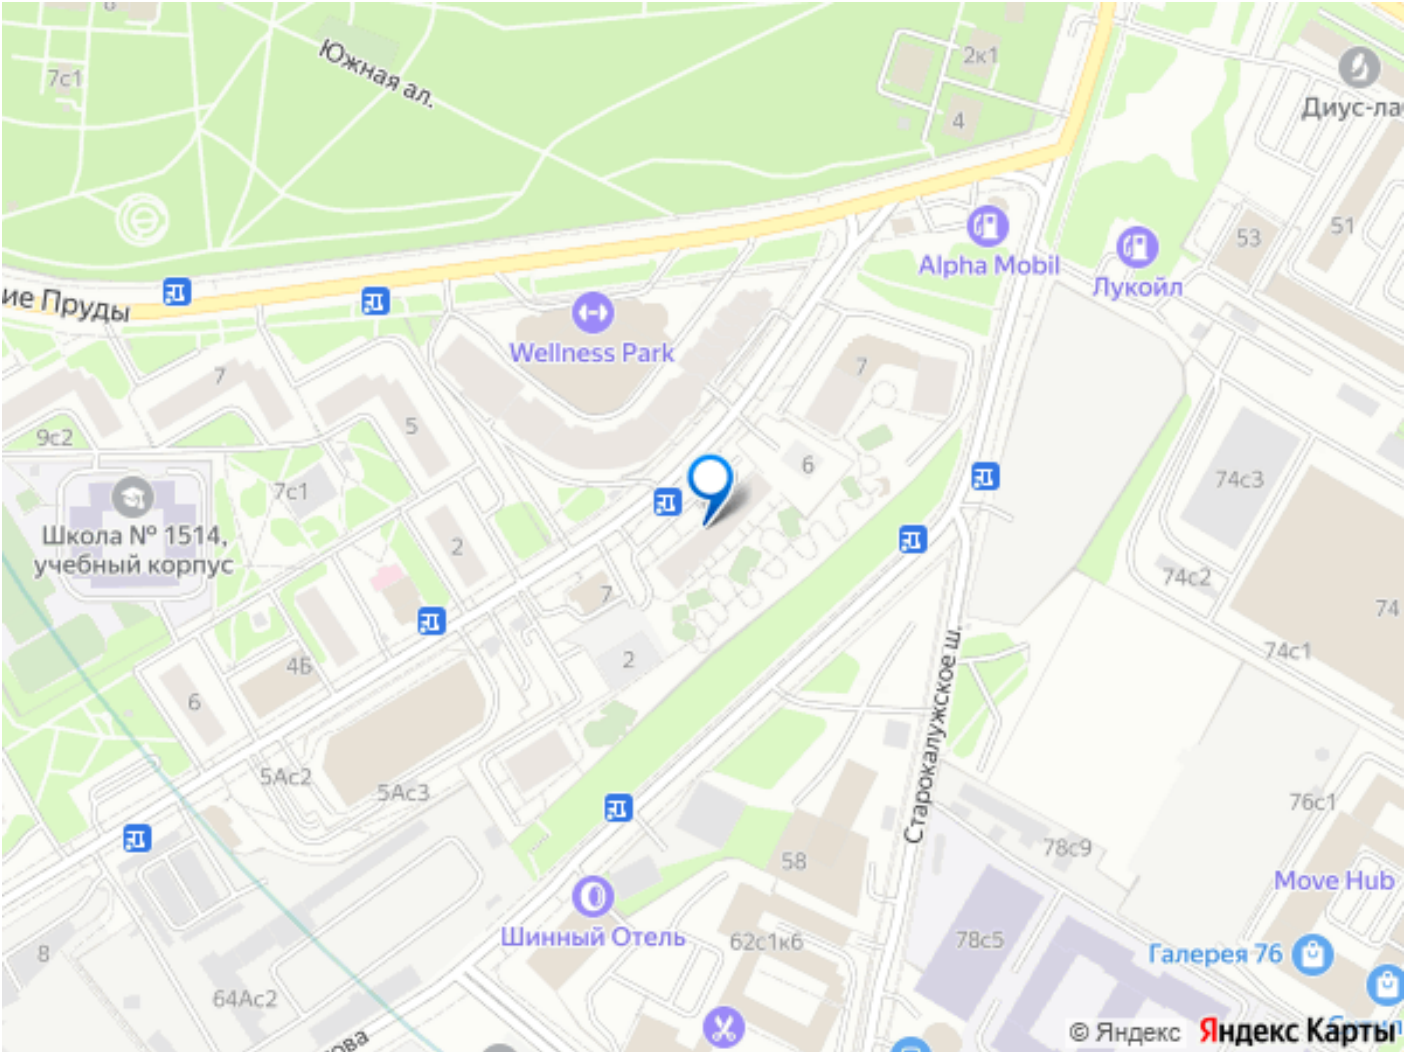 7с1
Южная ал.
2к1
4
Диус-ла
51
53
Alpha Mobil
Лукойл
ие Пруды
Wellness Park
7
7
5
9с2
6
7с1
74с3
Школа № 1514,
учебный корпус
2
74с2
7
74
4Б
2
74с1
6
Старокалужское ш.
5Ас2
5Ас3
76с1
78с9
58
Move Hub
Шинный Отель
62с1к6
78с5
Галерея 76
8
64Ас2
ова
© Яндекс Яндекс Карты